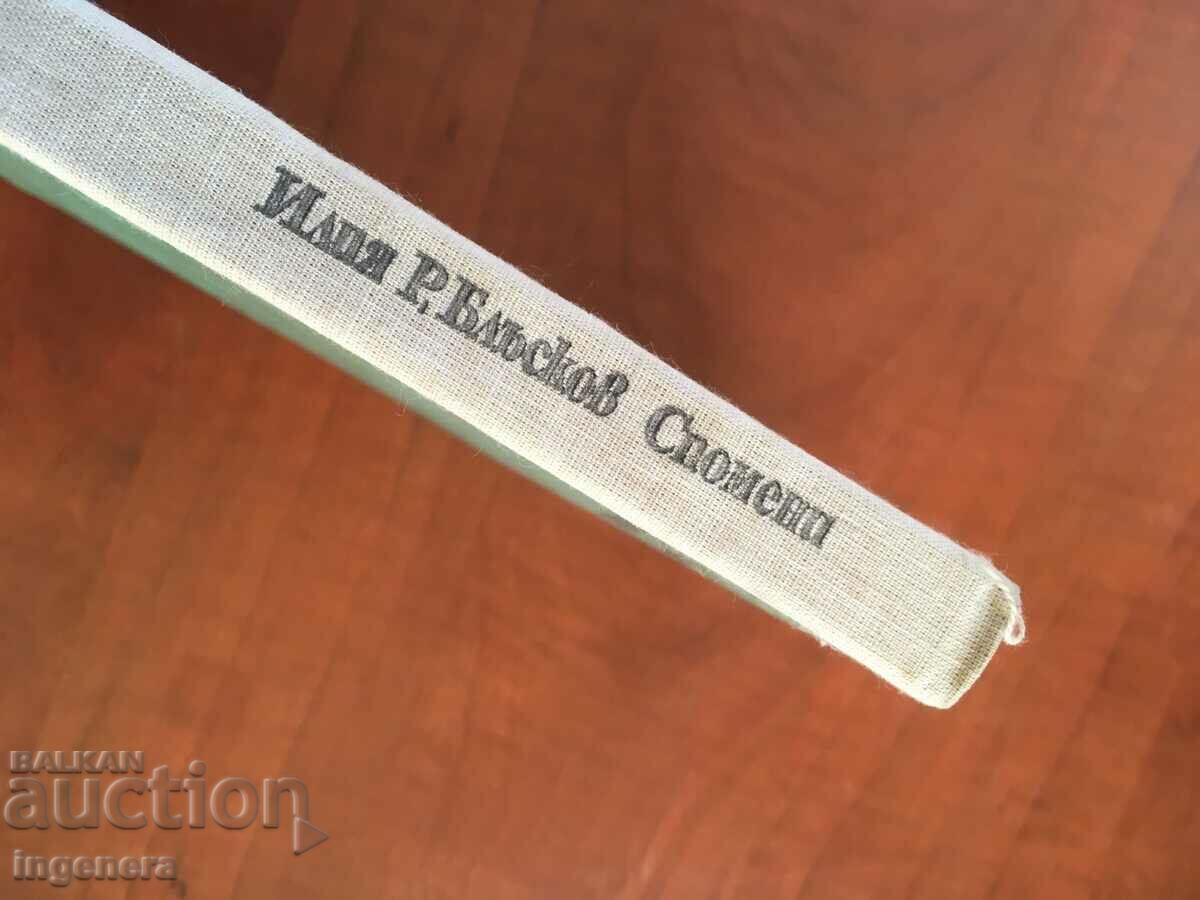 Илия Р. Блъсков Спомени
BALKAN
auction
ingenera